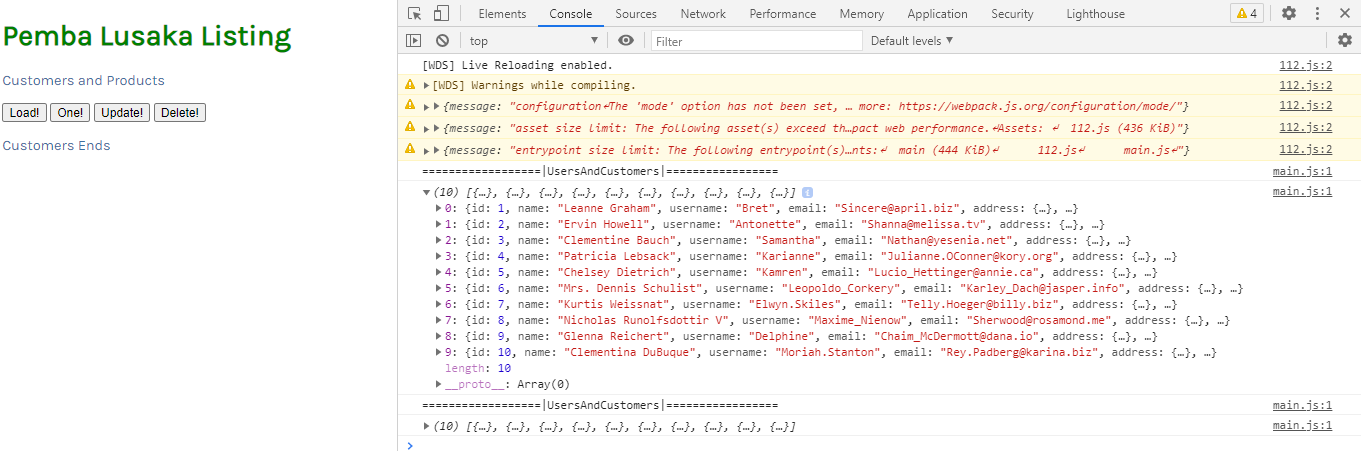 Pemba Lusaka Listing
Customers and Products
Load! One! Update! Delete!
Customers Ends
Elements Console Sources Network Performance Memory Application Security Lighthouse 4
top Filter Default levels
[WDS] Live Reloading enabled. 112.js:2
[WDS] Warnings while compiling. 112.js:2
{message: "configuration↵The 'mode' option has not been set, … more: https://webpack.js.org/configuration/mode/"} 112.js:2
{message: "asset size limit: The following asset(s) exceed th…pact web performance.↵Assets: ↵  112.js (436 KiB)"} 112.js:2
{message: "entrypoint size limit: The following entrypoint(s)…nts:↵  main (444 KiB)↵      112.js↵      main.js↵"} 112.js:2
==================|UsersAndCustomers|================= main.js:1
(10) [{…}, {…}, {…}, {…}, {…}, {…}, {…}, {…}, {…}, {…}] i main.js:1
0: {id: 1, name: "Leanne Graham", username: "Bret", email: "Sincere@april.biz", address: {…}, …}
1: {id: 2, name: "Ervin Howell", username: "Antonette", email: "Shanna@melissa.tv", address: {…}, …}
2: {id: 3, name: "Clementine Bauch", username: "Samantha", email: "Nathan@yesenia.net", address: {…}, …}
3: {id: 4, name: "Patricia Lebsack", username: "Karianne", email: "Julianne.OConner@kory.org", address: {…}, …}
4: {id: 5, name: "Chelsey Dietrich", username: "Kamren", email: "Lucio_Hettinger@annie.ca", address: {…}, …}
5: {id: 6, name: "Mrs. Dennis Schulist", username: "Leopoldo_Corkery", email: "Karley_Dach@jasper.info", address: {…}, …}
6: {id: 7, name: "Kurtis Weissnat", username: "Elwyn.Skiles", email: "Telly.Hoeger@billy.biz", address: {…}, …}
7: {id: 8, name: "Nicholas Runolfsdottir V", username: "Maxime_Nienow", email: "Sherwood@rosamond.me", address: {…}, …}
8: {id: 9, name: "Glenna Reichert", username: "Delphine", email: "Chaim_McDermott@dana.io", address: {…}, …}
9: {id: 10, name: "Clementina DuBuque", username: "Moriah.Stanton", email: "Rey.Padberg@karina.biz", address: {…}, …}
length: 10
__proto__: Array(0)
==================|UsersAndCustomers|================= main.js:1
(10) [{…}, {…}, {…}, {…}, {…}, {…}, {…}, {…}, {…}, {…}] main.js:1